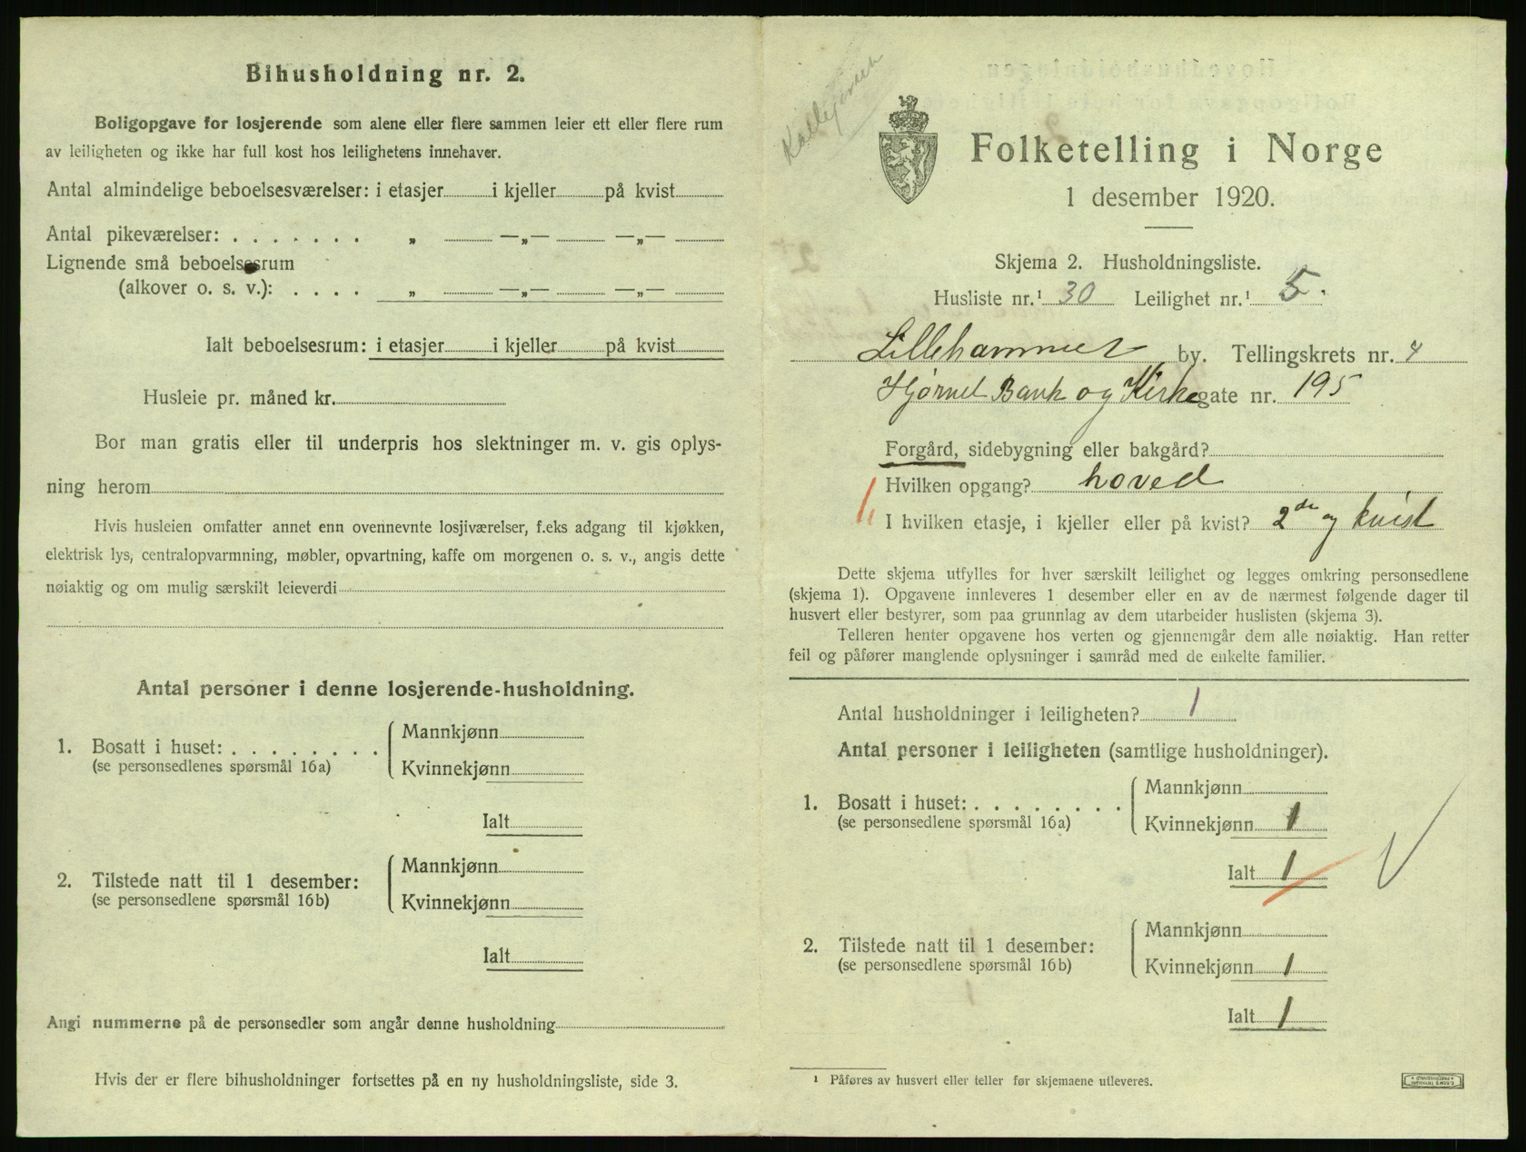 Bihusholdning nr. 2.
Boligopgave for losjerende som alene eller flere sammen leier ett eller flere rum
av leiligheten og ikke har full kost hos leilighetens innehaver.
Antal almindelige beboelsesværelser: i etasjer i kjeller på kvist
Antal pikeværelser: . . . . . . . „ —„— —„—
Lignende små beboelsesrum
(alkover o. s. v.): . . . . „ —„— —„—
Ialt beboelsesrum: i etasjer i kjeller på kvist
Husleie pr. måned kr.
Bor man gratis eller til underpris hos slektninger m. v. gis oplys-
ning herom
Hvis husleien omfatter annet enn ovennevnte losjiværelser, f.eks adgang til kjøkken,
elektrisk lys, centralopvarmning, møbler, opvartning, kaffe om morgenen o. s. v., angis dette
nøiaktig og om mulig særskilt leieverdi
Antal personer i denne losjerende-husholdning.
1. Bosatt i huset: . . . . . . . .
(se personsedlenes spørsmål 16a)
Mannkjønn
Kvinnekjønn
Ialt
2. Tilstede natt til 1 desember:
(se personsedlene spørsmål 16b)
Mannkjønn
Kvinnekjønn
Ialt
Angi nummerne på de personsedler som angår denne husholdning
Hvis der er flere bihusholdninger fortsettes på en ny husholdningsliste, side 3.
Folketelling i Norge
1 desember 1920.
Skjema 2. Husholdningsliste.
Husliste nr.¹ 30 Leilighet nr.¹ 5.
Lillehammer by. Tellingskrets nr. 4
Hjørnet Bank og Kirkegate nr. 195
Forgård, sidebygning eller bakgård?
Hvilken opgang? hoved
I hvilken etasje, i kjeller eller på kvist? 2de og kvist
Dette skjema utfylles for hver særskilt leilighet og legges omkring personsedlene
(skjema 1). Opgavene innleveres 1 desember eller en av de nærmest følgende dager til
husvert eller bestyrer, som paa grunnlag av dem utarbeider huslisten (skjema 3).
Telleren henter opgavene hos verten og gjennemgår dem alle nøiaktig. Han retter
feil og påfører manglende oplysninger i samråd med de enkelte familier.
Antal husholdninger i leiligheten? 1
Antal personer i leiligheten (samtlige husholdninger).
1. Bosatt i huset: . . . . . . . .
(se personsedlene spørsmål 16a)
Mannkjønn
Kvinnekjønn 1
Ialt 1
2. Tilstede natt til 1 desember:
(se personsedlene spørsmål 16b)
Mannkjønn
Kvinnekjønn 1
Ialt 1
¹ Påføres av husvert eller teller før skjemaene utleveres.